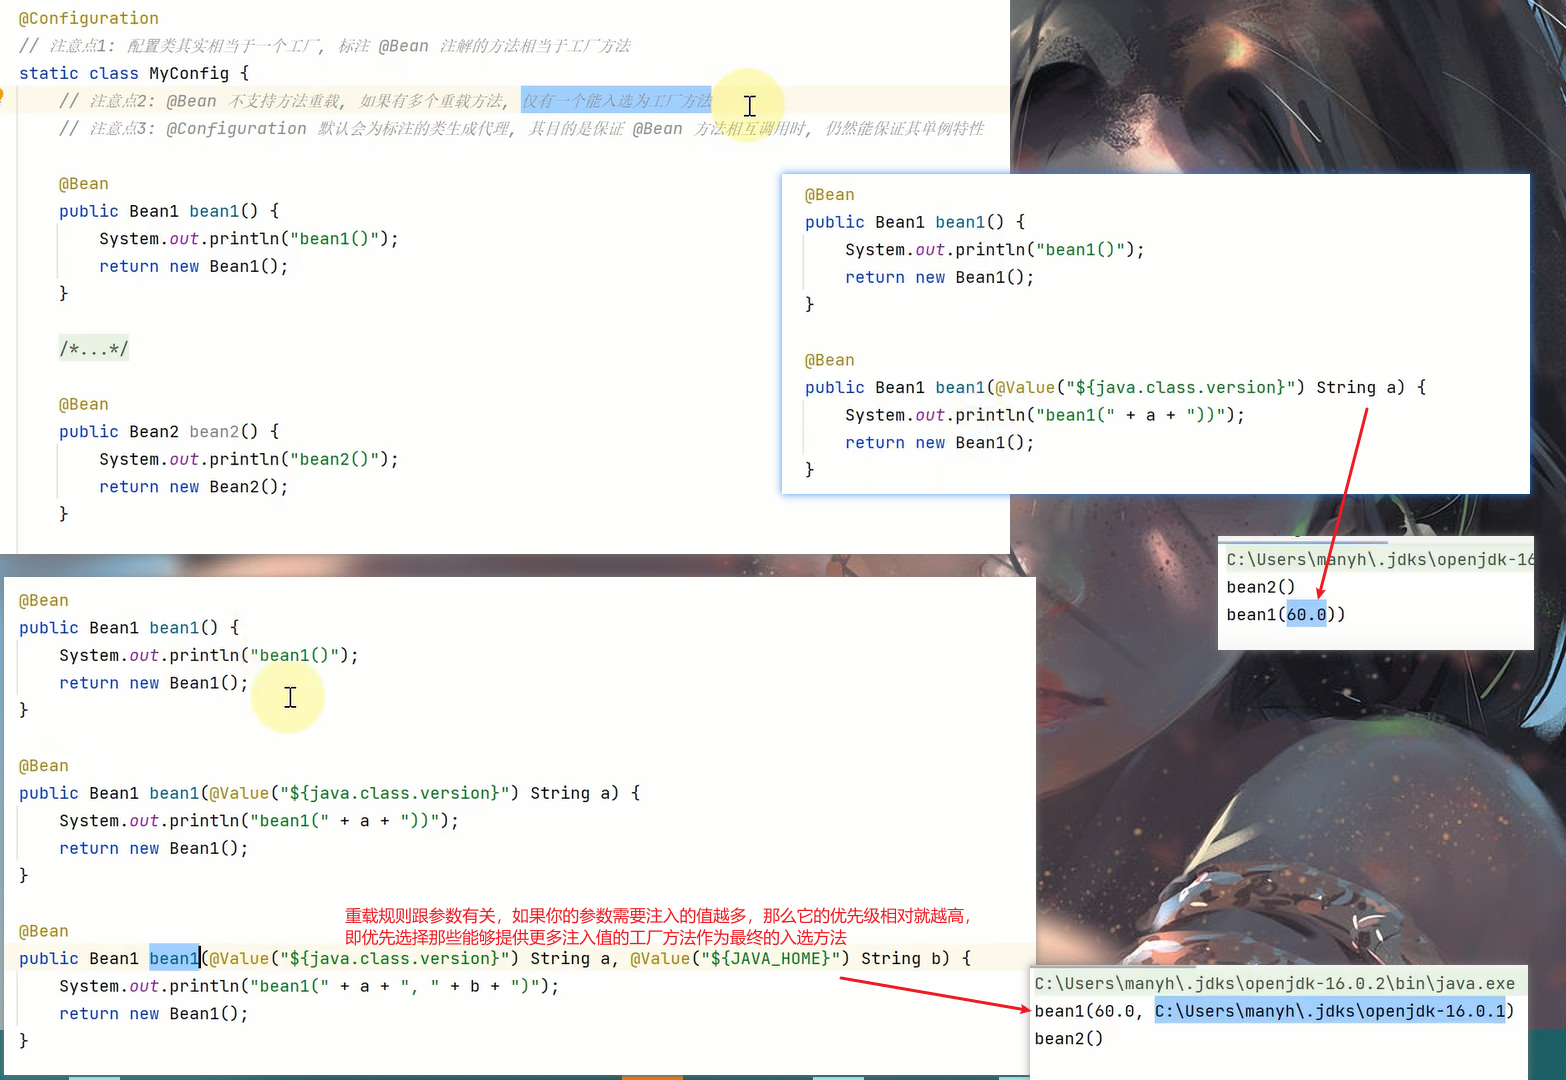 @Configuration
// 注意点1: 配置类其实相当于一个工厂, 标注 @Bean 注解的方法相当于工厂方法
static class MyConfig {
// 注意点2: @Bean 不支持方法重载, 如果有多个重载方法, 仅有一个能入选为工厂方法
// 注意点3: @Configuration 默认会为标注的类生成代理, 其目的是保证 @Bean 方法相互调用时, 仍然能保证其单例特性
@Bean
public Bean1 bean1() {
System.out.println("bean1()");
return new Bean1();
}
/*...*/
@Bean
public Bean2 bean2() {
System.out.println("bean2()");
return new Bean2();
}
@Bean
public Bean1 bean1() {
System.out.println("bean1()");
return new Bean1();
}
@Bean
public Bean1 bean1(@Value("${java.class.version}") String a) {
System.out.println("bean1(" + a + "))");
return new Bean1();
}
C:\Users\manyh\.jdks\openjdk-16
bean2()
bean1(60.0))
@Bean
public Bean1 bean1() {
System.out.println("bean1()");
return new Bean1();
}
@Bean
public Bean1 bean1(@Value("${java.class.version}") String a) {
System.out.println("bean1(" + a + "))");
return new Bean1();
}
重载规则跟参数有关，如果你的参数需要注入的值越多，那么它的优先级相对就越高，
即优先选择那些能够提供更多注入值的工厂方法作为最终的入选方法
@Bean
public Bean1 bean1(@Value("${java.class.version}") String a, @Value("${JAVA_HOME}") String b) {
System.out.println("bean1(" + a + ", " + b + ")");
return new Bean1();
}
C:\Users\manyh\.jdks\openjdk-16.0.2\bin\java.exe
bean1(60.0, C:\Users\manyh\.jdks\openjdk-16.0.1)
bean2()